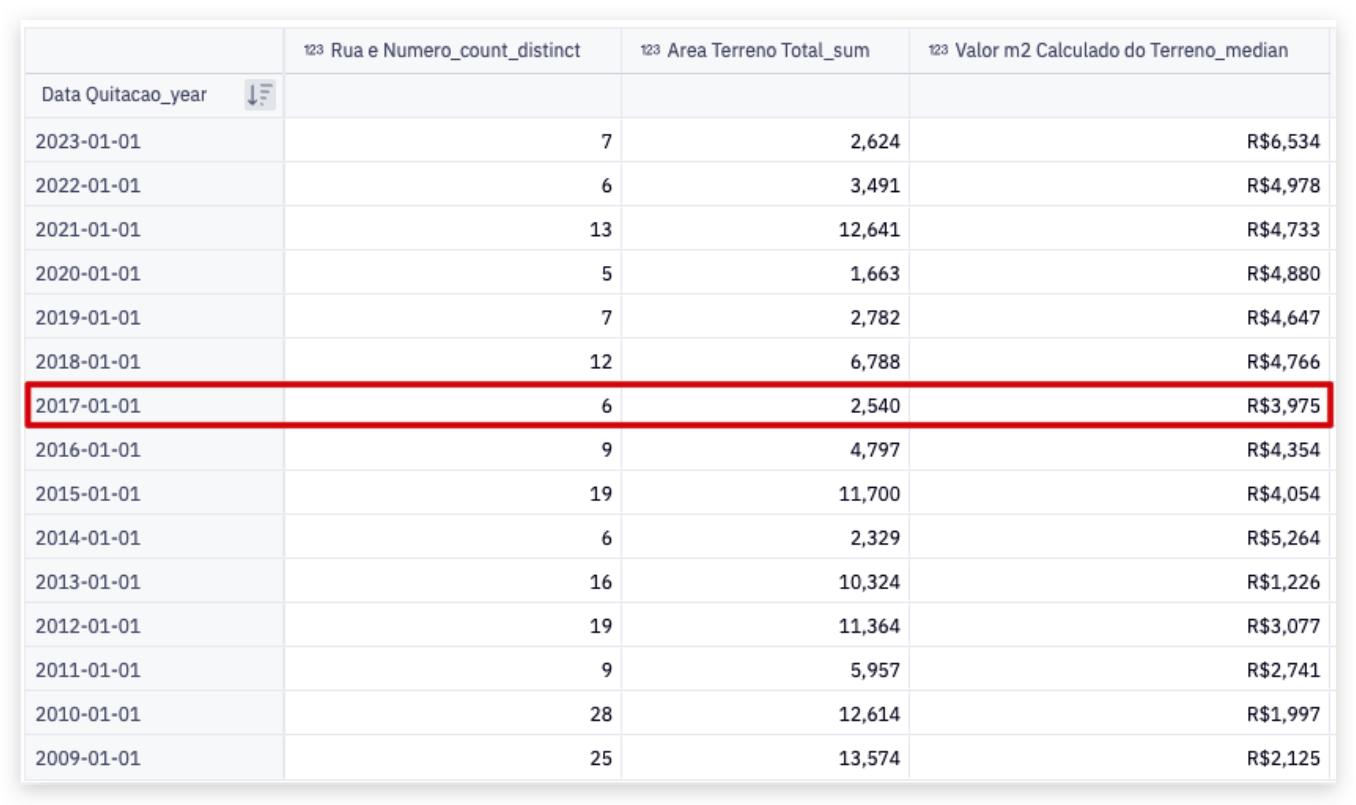 123 Rua e Numero_count_distinct 123 Area Terreno Total_sum 123 Valor m2 Calculado do Terreno_median
Data Quitacao_year
2023-01-01 7 2,624 R$6,534
2022-01-01 6 3,491 R$4,978
2021-01-01 13 12,641 R$4,733
2020-01-01 5 1,663 R$4,880
2019-01-01 7 2,782 R$4,647
2018-01-01 12 6,788 R$4,766
2017-01-01 6 2,540 R$3,975
2016-01-01 9 4,797 R$4,354
2015-01-01 19 11,700 R$4,054
2014-01-01 6 2,329 R$5,264
2013-01-01 16 10,324 R$1,226
2012-01-01 19 11,364 R$3,077
2011-01-01 9 5,957 R$2,741
2010-01-01 28 12,614 R$1,997
2009-01-01 25 13,574 R$2,125